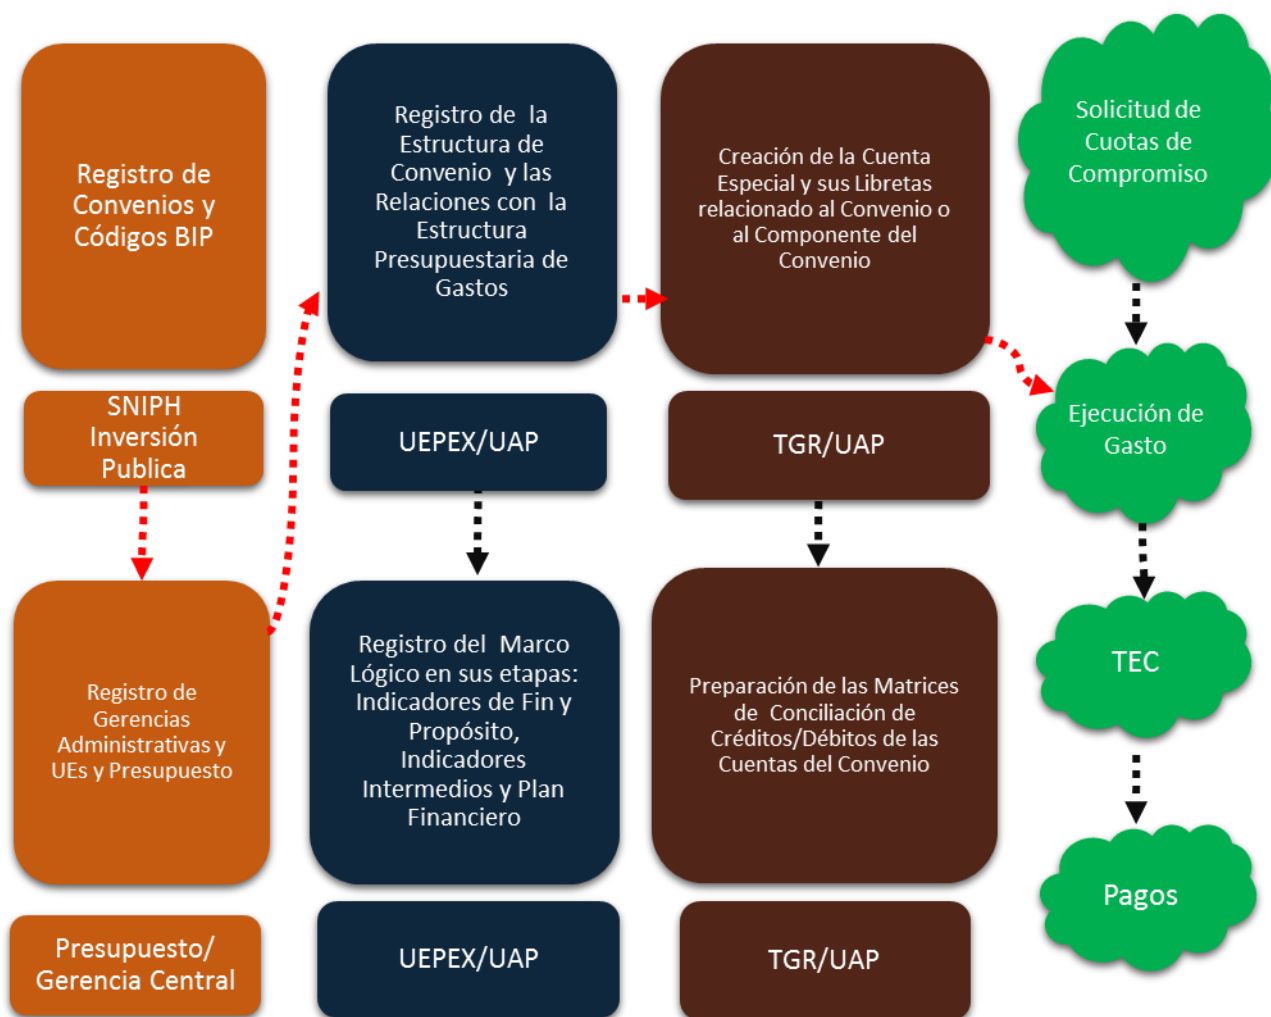 Registro de
Convenios y
Códigos BIP
SNIPH
Inversión
Publica
Registro de
Gerencias
Administrativas y
UEs y Presupuesto
Presupuesto/
Gerencia Central
Registro de  la
Estructura de
Convenio  y las
Relaciones con  la
Estructura
Presupuestaria de
Gastos
UEPEX/UAP
Registro del  Marco
Lógico en sus etapas:
Indicadores de Fin y
Propósito,
Indicadores
Intermedios y Plan
Financiero
UEPEX/UAP
Creación de la Cuenta
Especial y sus Libretas
relacionado al Convenio o
al Componente del
Convenio
TGR/UAP
Preparación de las Matrices
de  Conciliación de
Créditos/Débitos de las
Cuentas del Convenio
TGR/UAP
Solicitud de
Cuotas de
Compromiso
Ejecución de
Gasto
TEC
Pagos